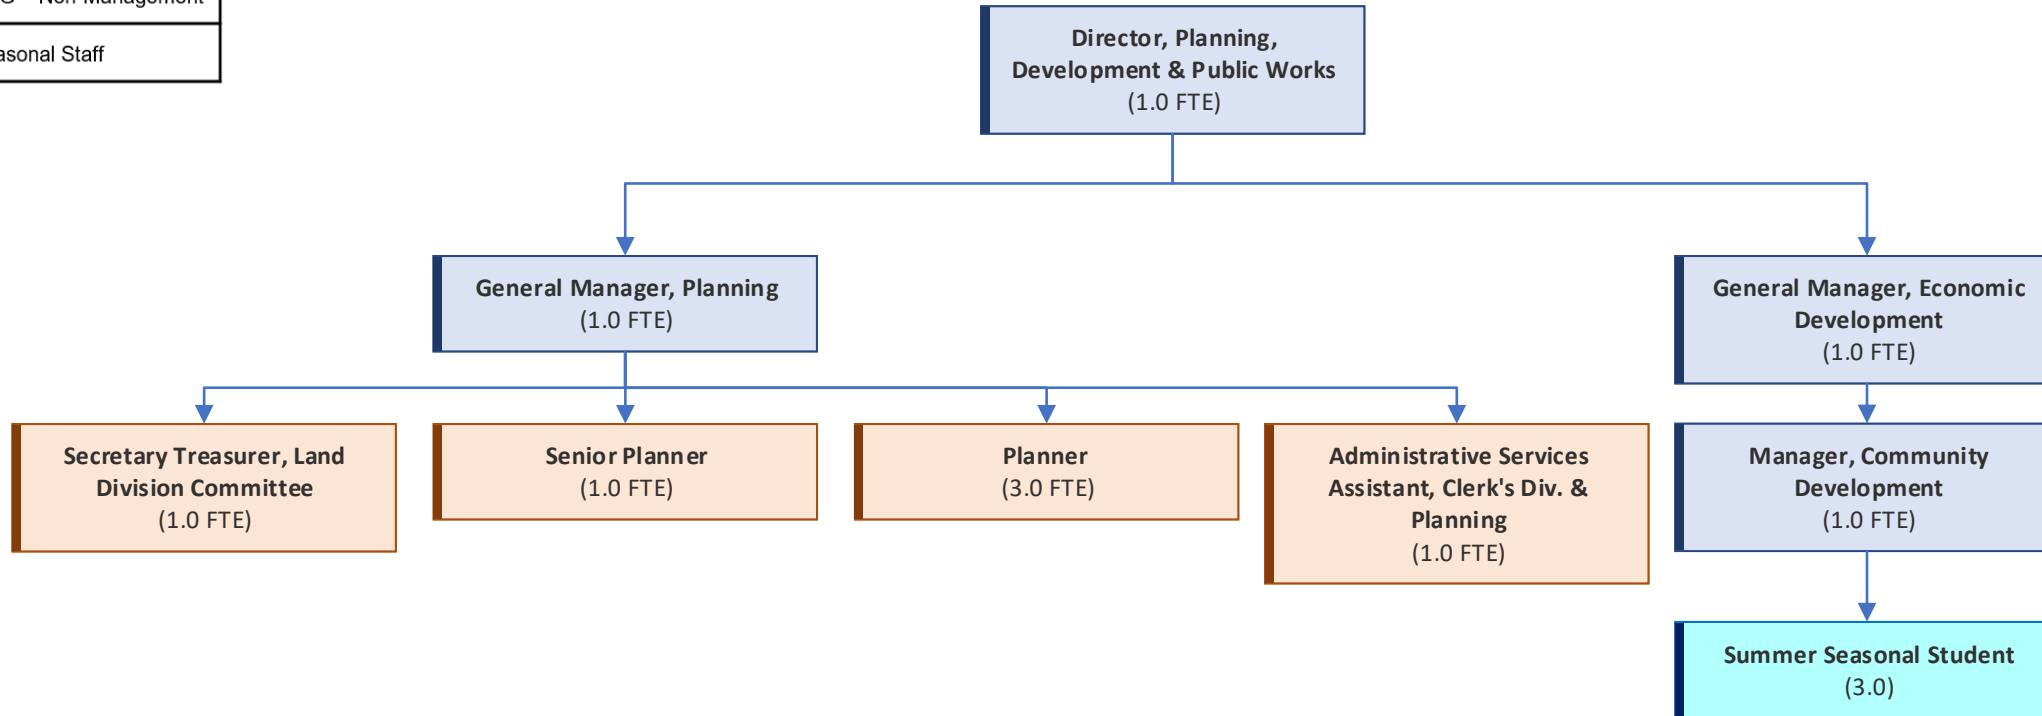 Non-Management
Staff
Director, Planning,
Development & Public Works
(1.0 FTE)
General Manager, Planning
(1.0 FTE)
General Manager, Economic
Development
(1.0 FTE)
Secretary Treasurer, Land
Division Committee
(1.0 FTE)
Senior Planner
(1.0 FTE)
Planner
(3.0 FTE)
Administrative Services
Assistant, Clerk's Div. &
Planning
(1.0 FTE)
Manager, Community
Development
(1.0 FTE)
Summer Seasonal Student
(3.0)